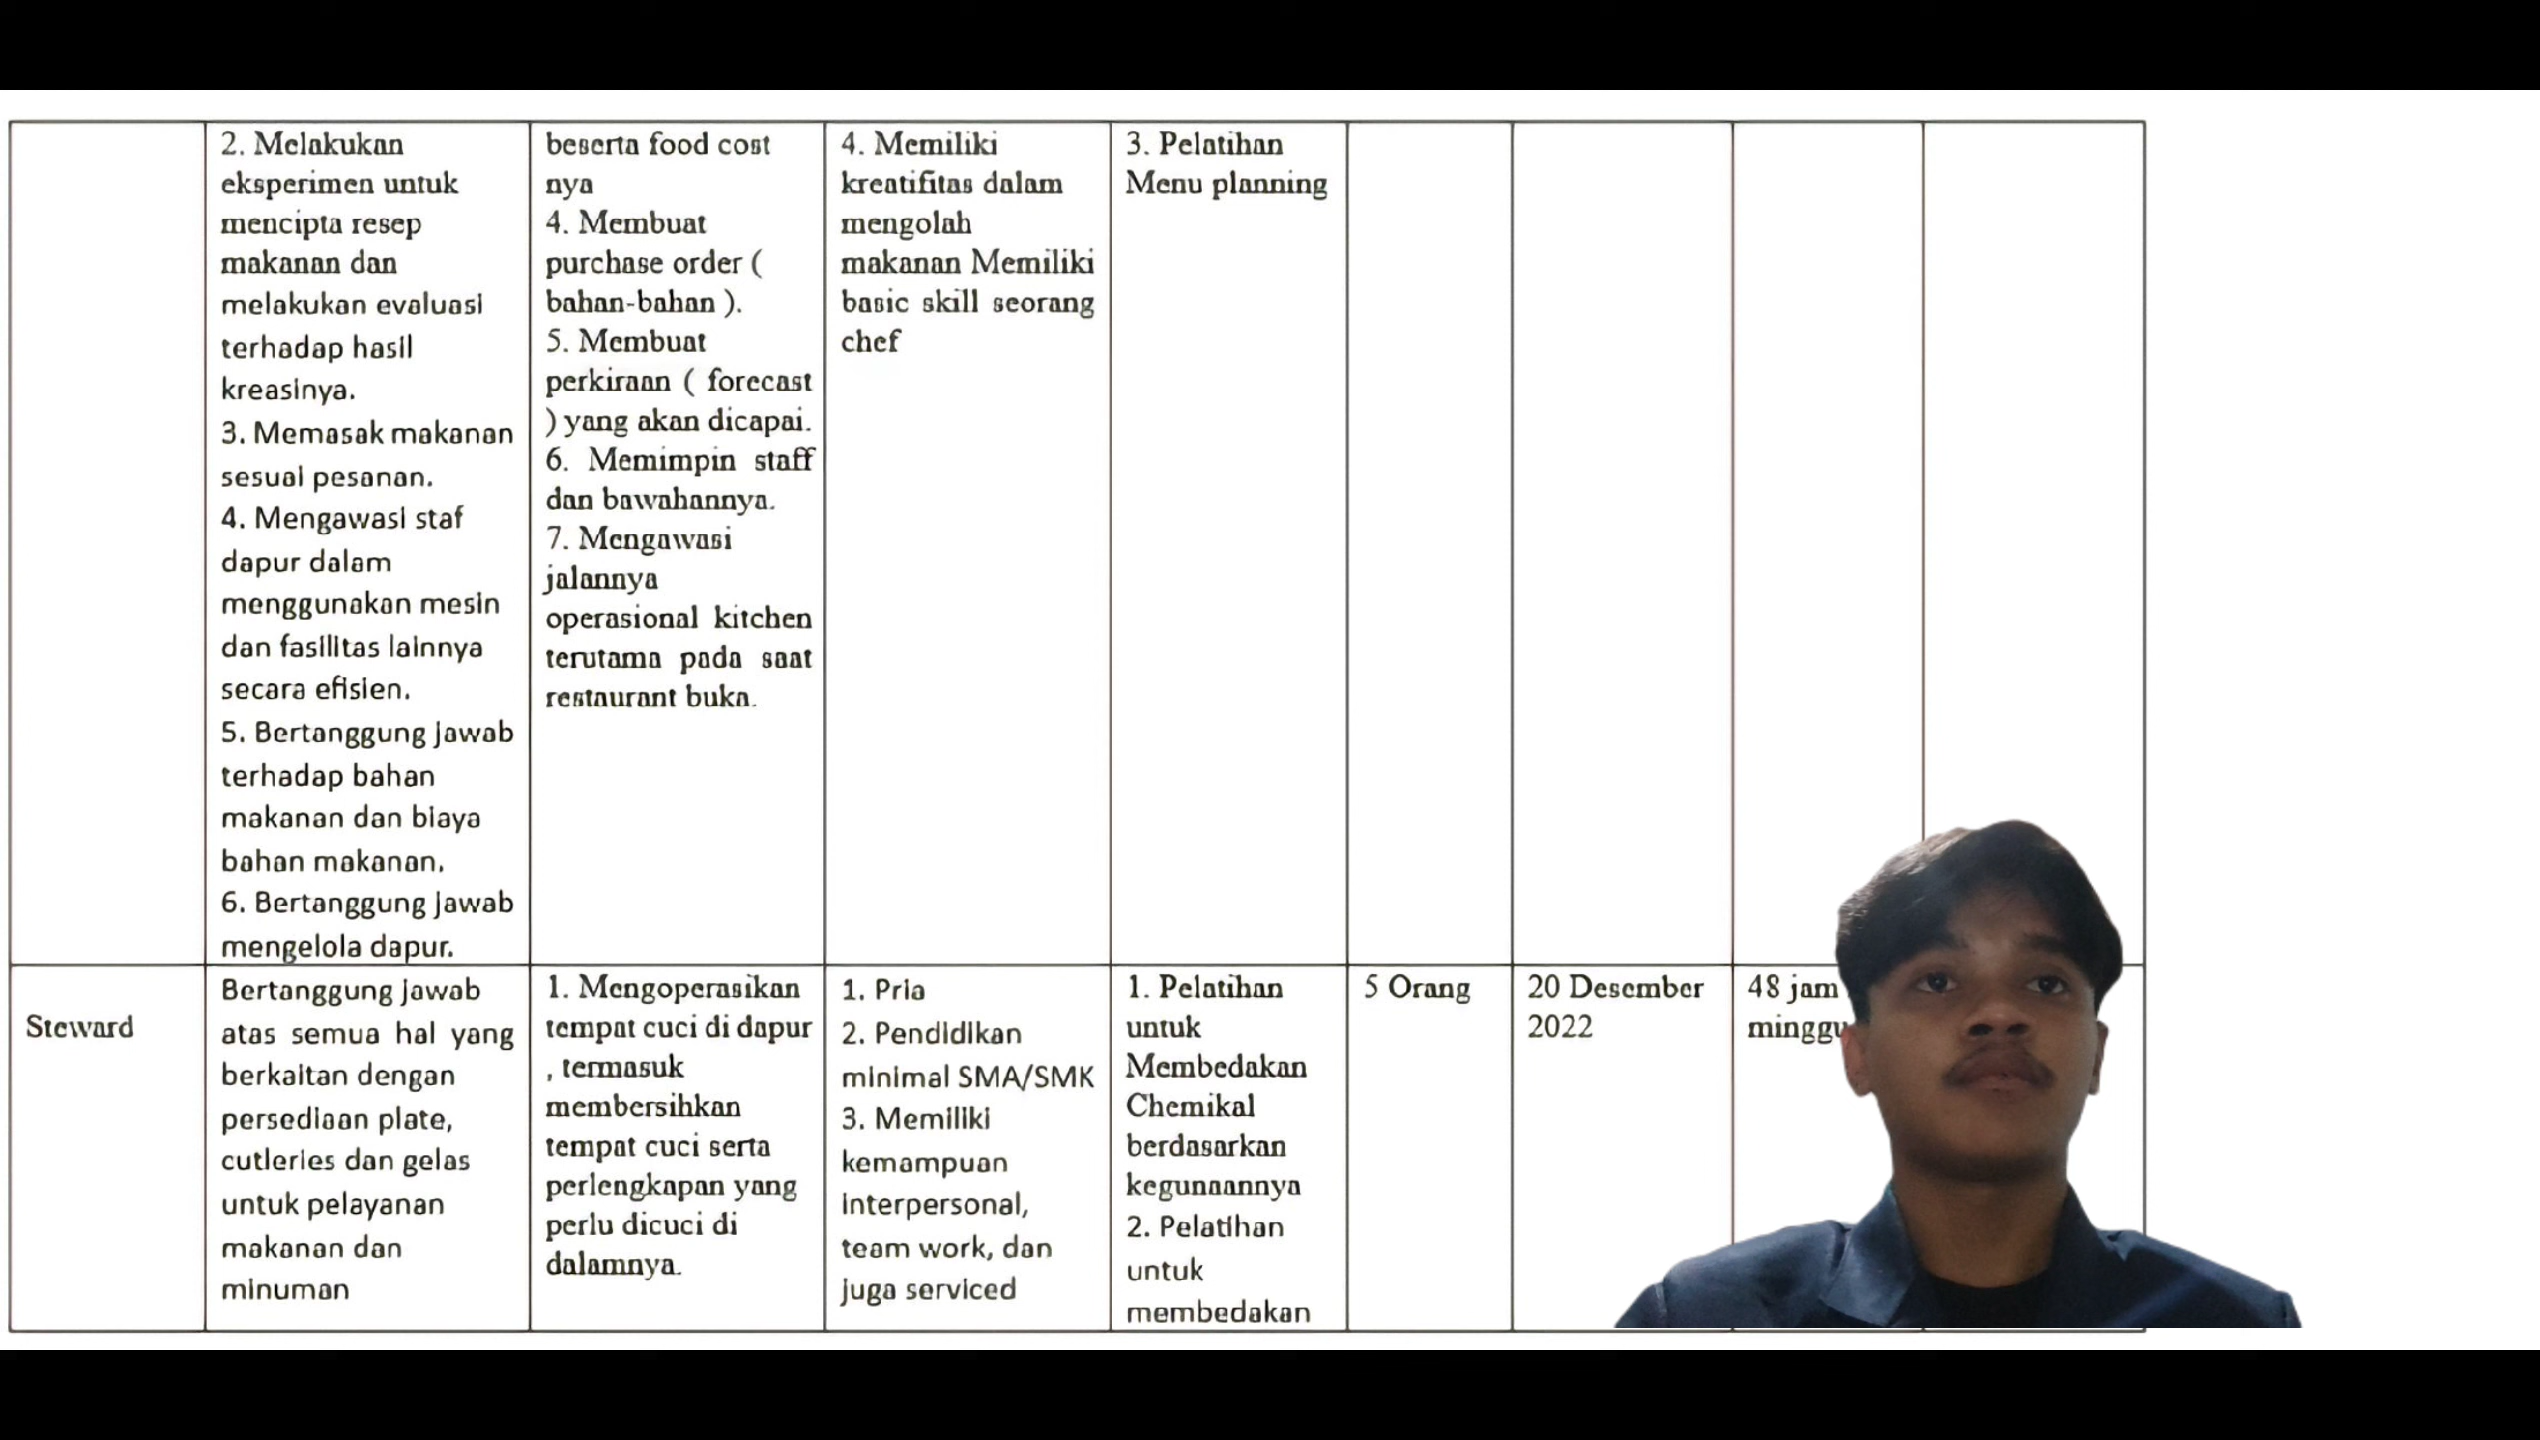 2. Melakukan
eksperimen untuk
mencipta resep
makanan dan
melakukan evaluasi
terhadap hasil
kreasinya.
3. Memasak makanan
sesuai pesanan.
4. Mengawasi staf
dapur dalam
menggunakan mesin
dan fasilitas lainnya
secara efisien.
5. Bertanggung jawab
terhadap bahan
makanan dan biaya
bahan makanan.
6. Bertanggung jawab
mengelola dapur.
beserta food cost
nya
4. Membuat
purchase order (
bahan-bahan ).
5. Membuat
perkiraan ( forecast
) yang akan dicapai.
6. Memimpin staff
dan bawahannya.
7. Mengawasi
jalannya
operasional kitchen
terutama pada saat
restaurant buka.
4. Memiliki
kreatifitas dalam
mengolah
makanan Memiliki
basic skill seorang
chef
3. Pelatihan
Menu planning
Steward
Bertanggung jawab
atas semua hal yang
berkaitan dengan
persediaan plate,
cutleries dan gelas
untuk pelayanan
makanan dan
minuman
1. Mengoperasikan
tempat cuci di dapur
, termasuk
membersihkan
tempat cuci serta
perlengkapan yang
perlu dicuci di
dalamnya.
1. Pria
2. Pendidikan
minimal SMA/SMK
3. Memiliki
kemampuan
interpersonal,
team work, dan
juga serviced
1. Pelatihan
untuk
Membedakan
Chemikal
berdasarkan
kegunaannya
2. Pelatihan
untuk
membedakan
5 Orang
20 Desember
2022
48 jam
minggu